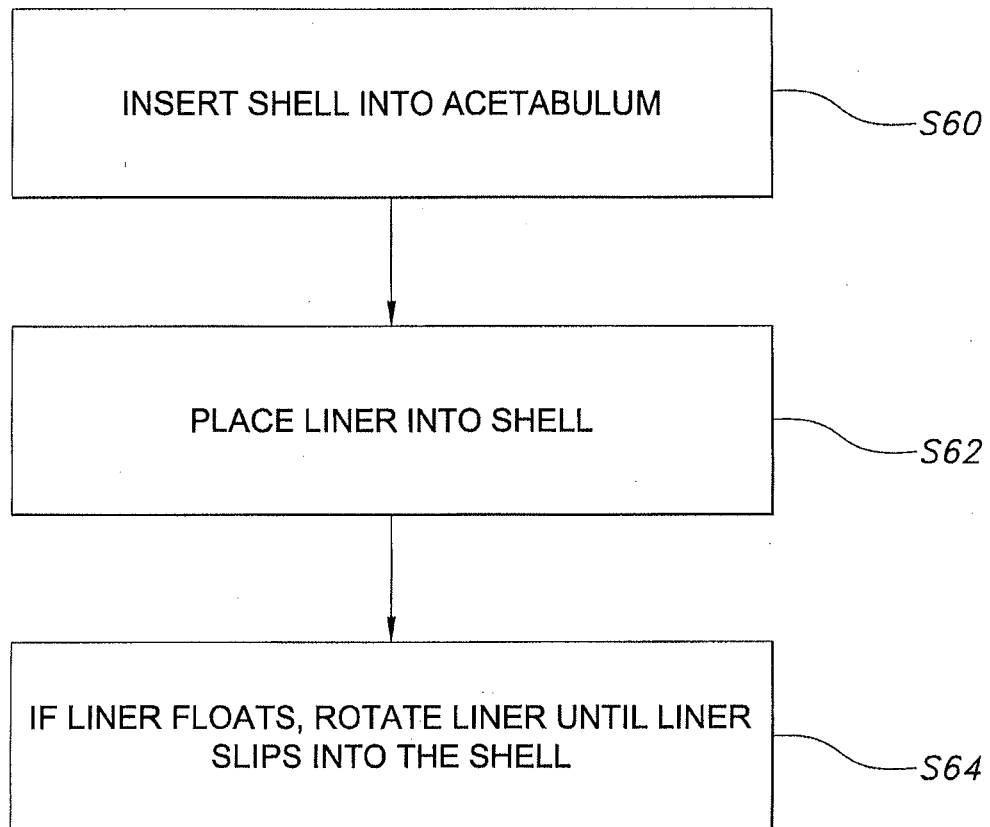 INSERT SHELL INTO ACETABULUM
S60
PLACE LINER INTO SHELL
S62
IF LINER FLOATS, ROTATE LINER UNTIL LINER
SLIPS INTO THE SHELL
S64